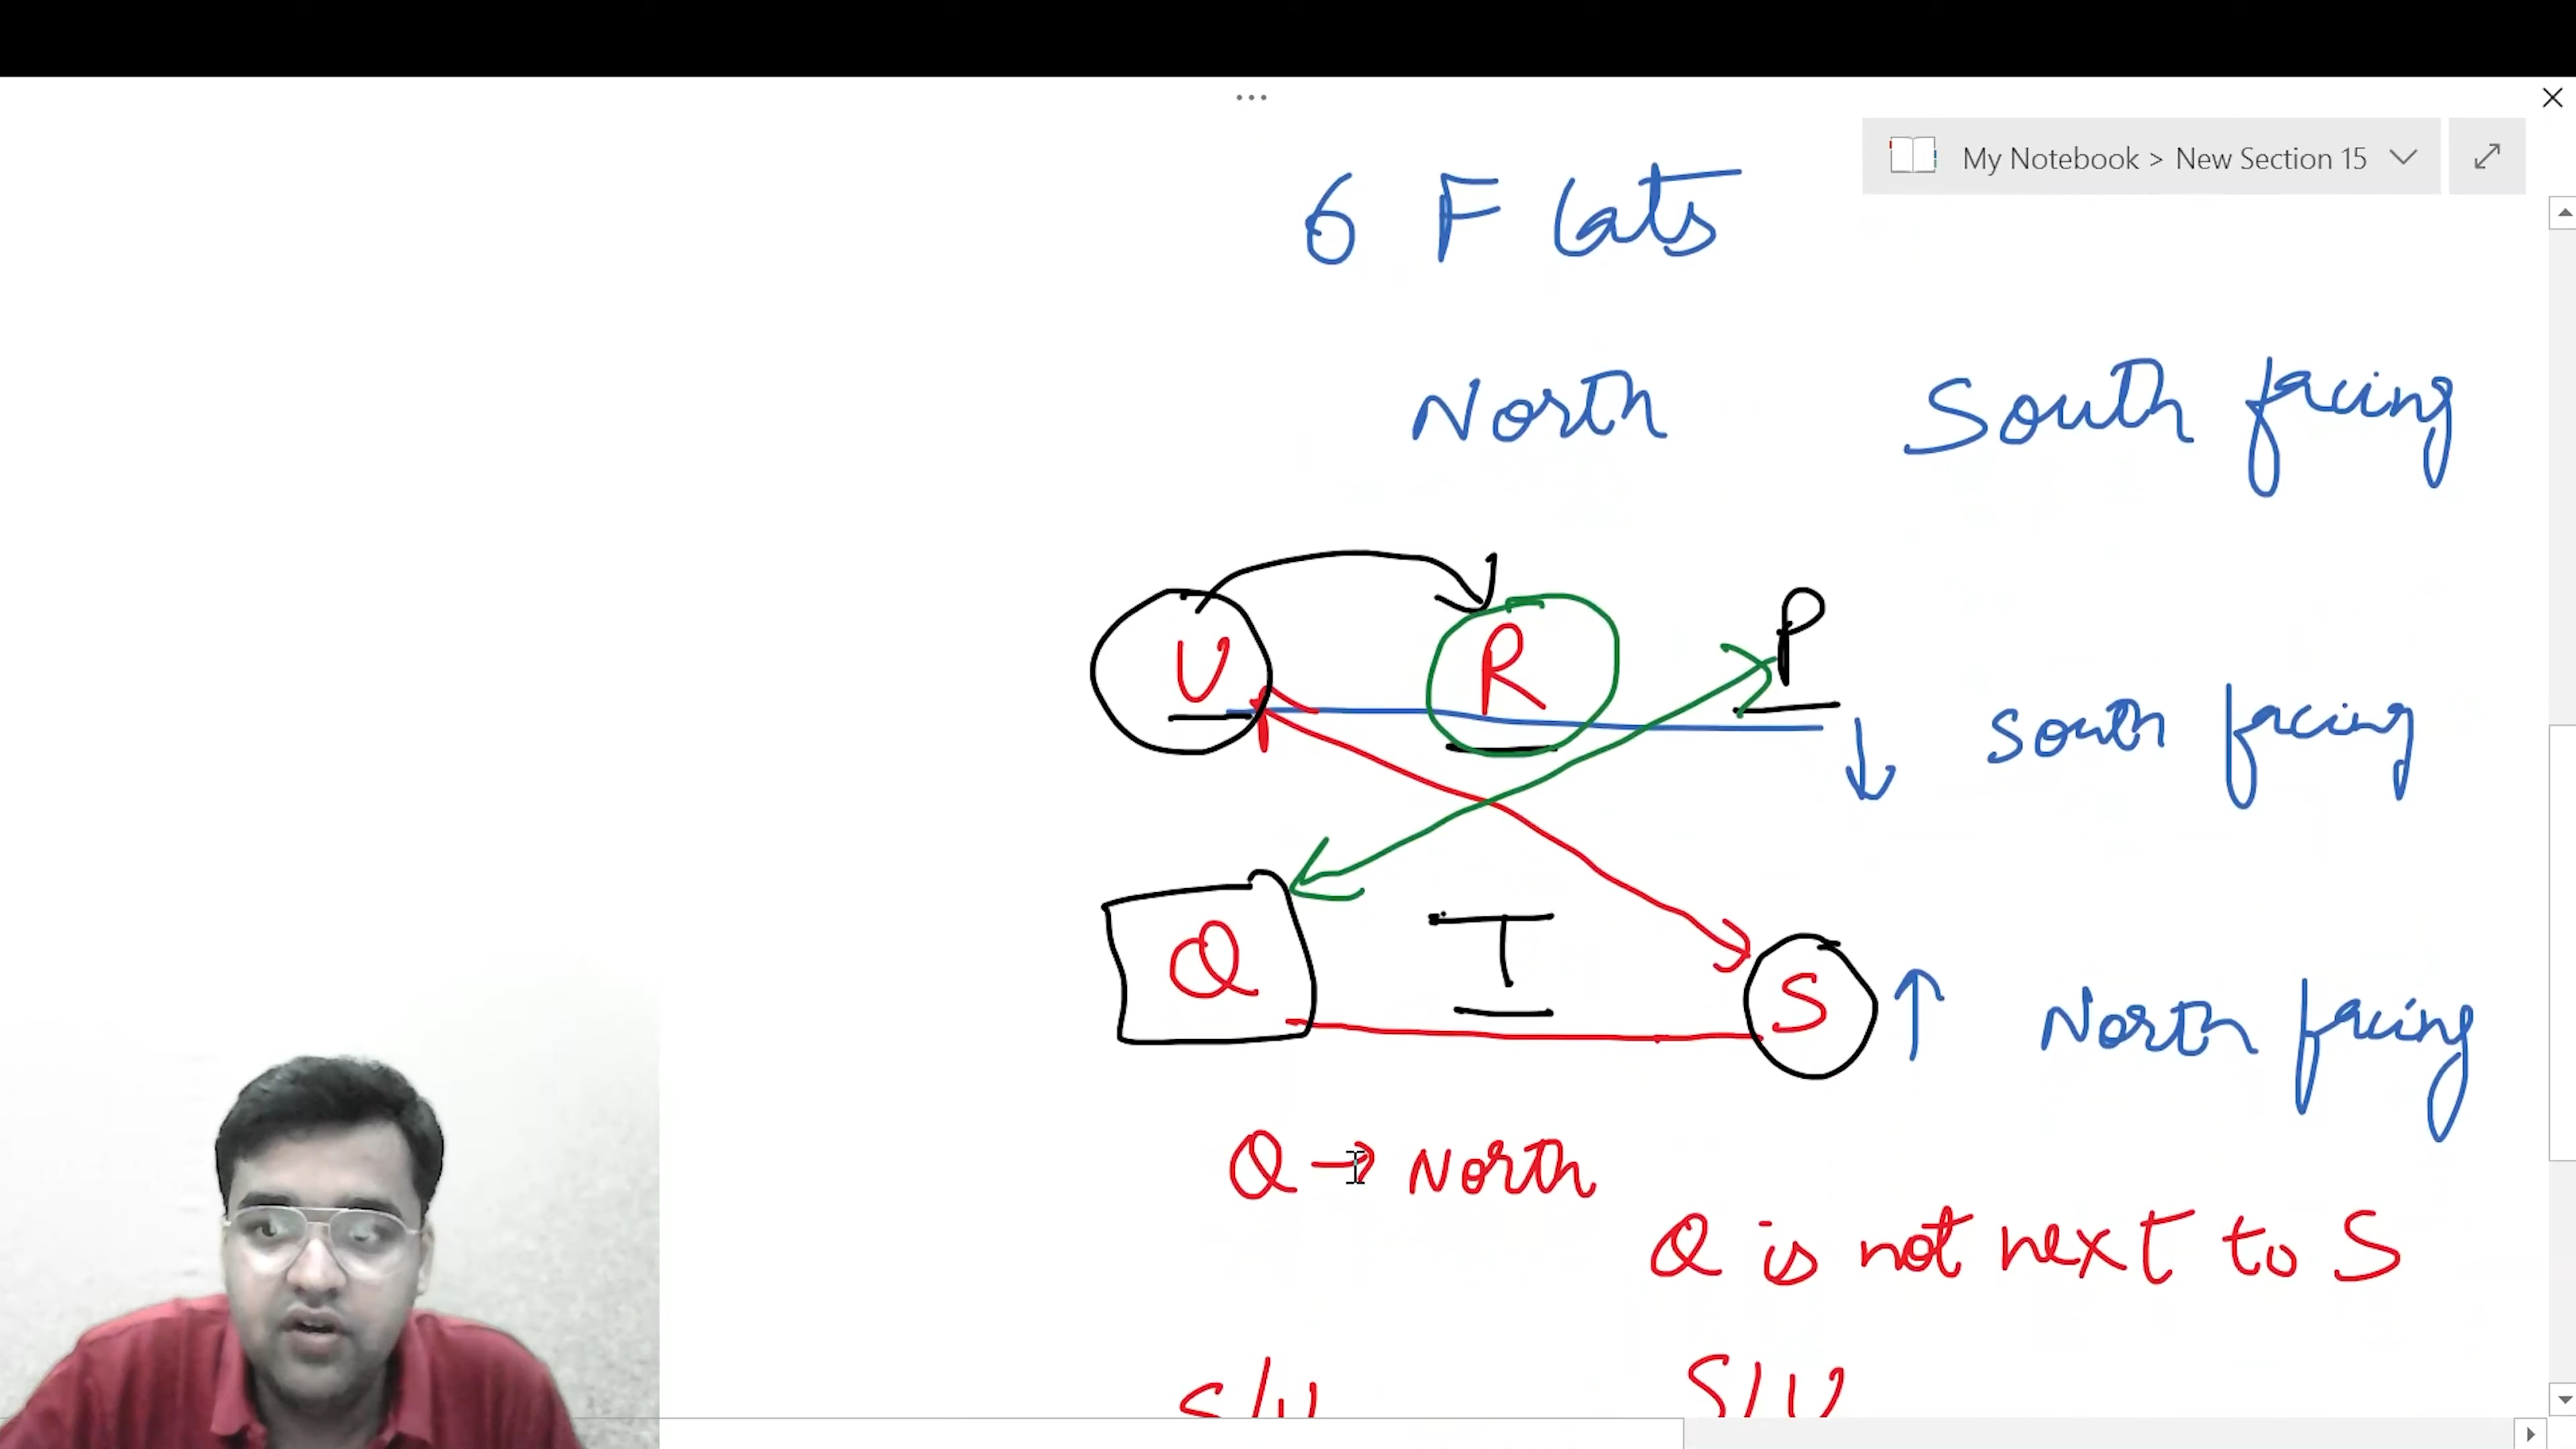 My Notebook > New Section 15
6 Flats
North South facing
U R P
south facing
Q T S
North facing
Q → North
Q is not next to S
S/U S/U